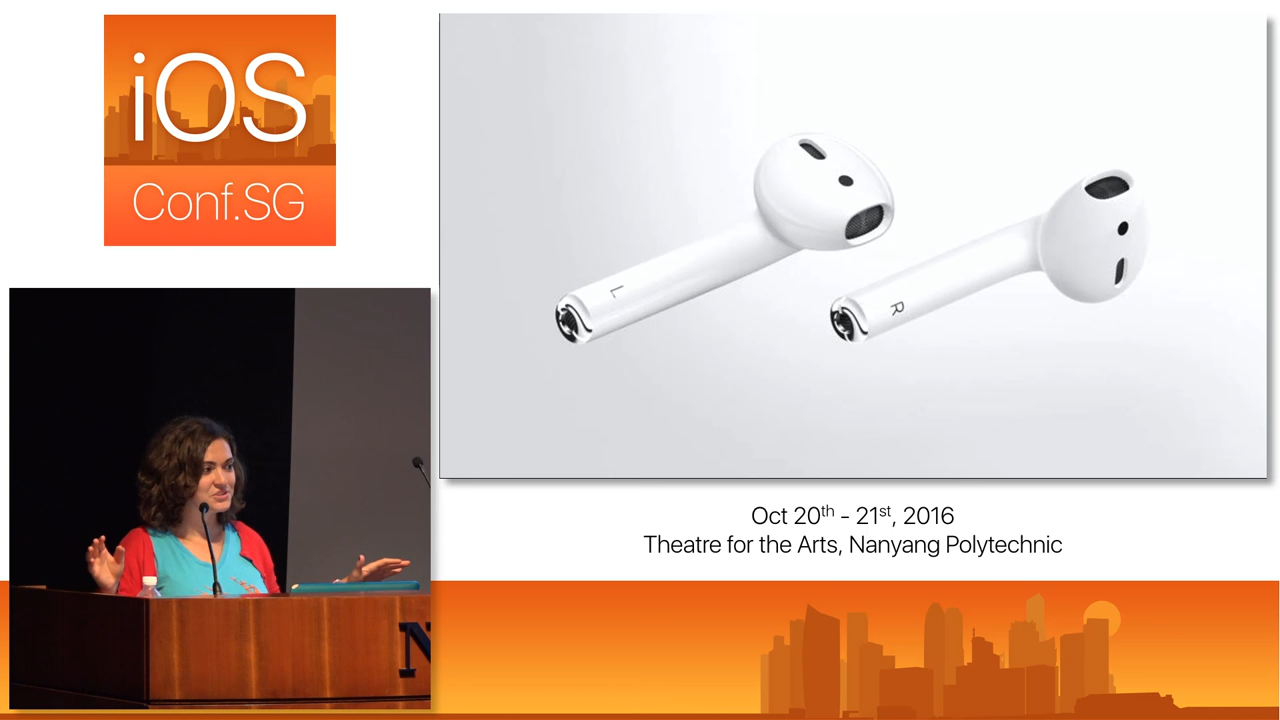 iOS
Conf.SG
L
R
Oct 20th - 21st, 2016
Theatre for the Arts, Nanyang Polytechnic
N